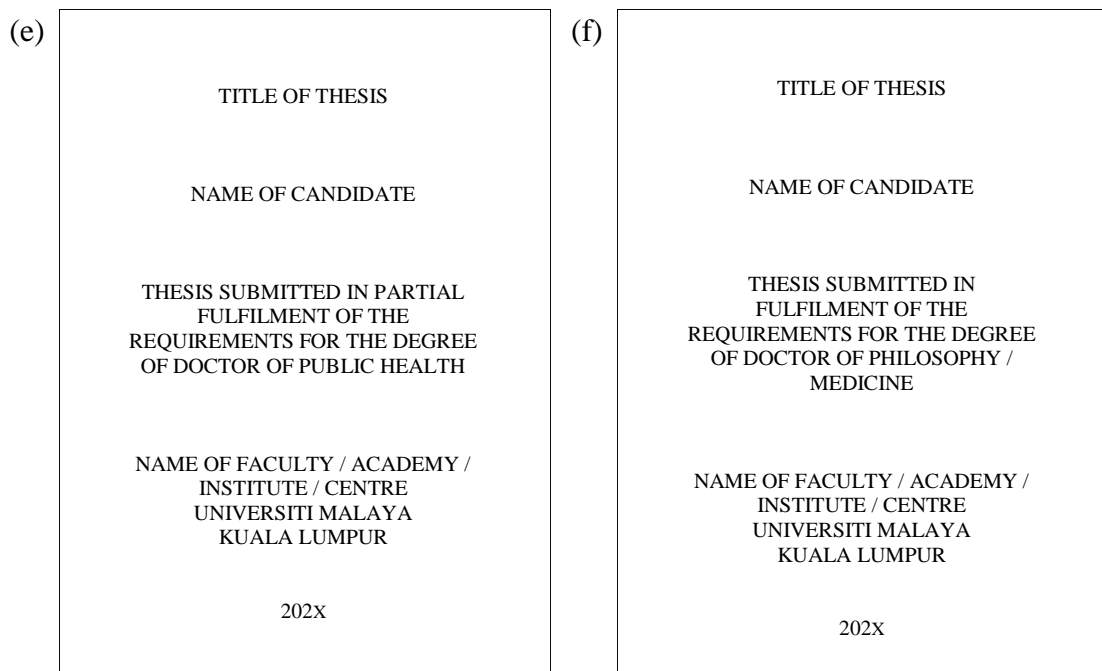 (e)
TITLE OF THESIS
NAME OF CANDIDATE
THESIS SUBMITTED IN PARTIAL
FULFILMENT OF THE
REQUIREMENTS FOR THE DEGREE
OF DOCTOR OF PUBLIC HEALTH
NAME OF FACULTY / ACADEMY /
INSTITUTE / CENTRE
UNIVERSITI MALAYA
KUALA LUMPUR
202X
(f)
TITLE OF THESIS
NAME OF CANDIDATE
THESIS SUBMITTED IN
FULFILMENT OF THE
REQUIREMENTS FOR THE DEGREE
OF DOCTOR OF PHILOSOPHY /
MEDICINE
NAME OF FACULTY / ACADEMY /
INSTITUTE / CENTRE
UNIVERSITI MALAYA
KUALA LUMPUR
202X